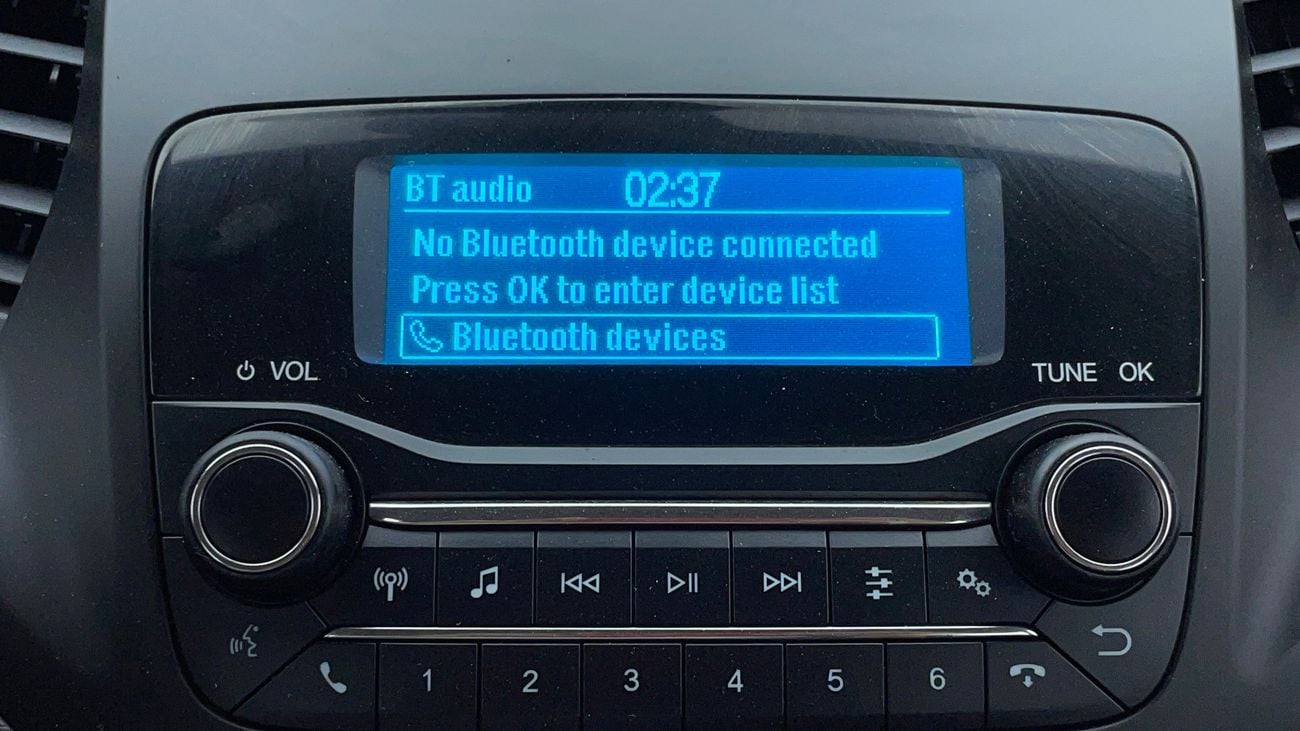 BT audio 02:37
No Bluetooth device connected
Press OK to enter device list
Bluetooth devices
VOL
TUNE OK
1 2 3 4 5 6